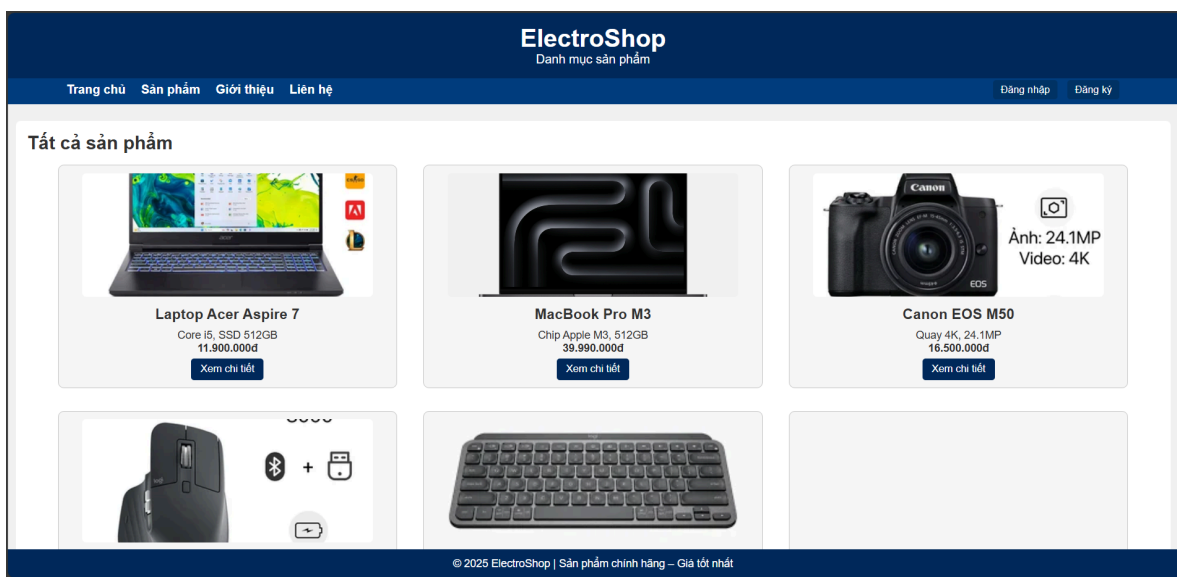 ElectroShop
Danh mục sản phẩm
Trang chủ Sản phẩm Giới thiệu Liên hệ
Đăng nhập Đăng ký
Tất cả sản phẩm
Canon
Ảnh: 24.1MP
Video: 4K
EOS
Laptop Acer Aspire 7
Core i5, SSD 512GB
11.900.000đ
Xem chi tiết
MacBook Pro M3
Chip Apple M3, 512GB
39.990.000đ
Xem chi tiết
Canon EOS M50
Quay 4K, 24.1MP
16.500.000đ
Xem chi tiết
+
© 2025 ElectroShop | Sản phẩm chính hãng – Giá tốt nhất